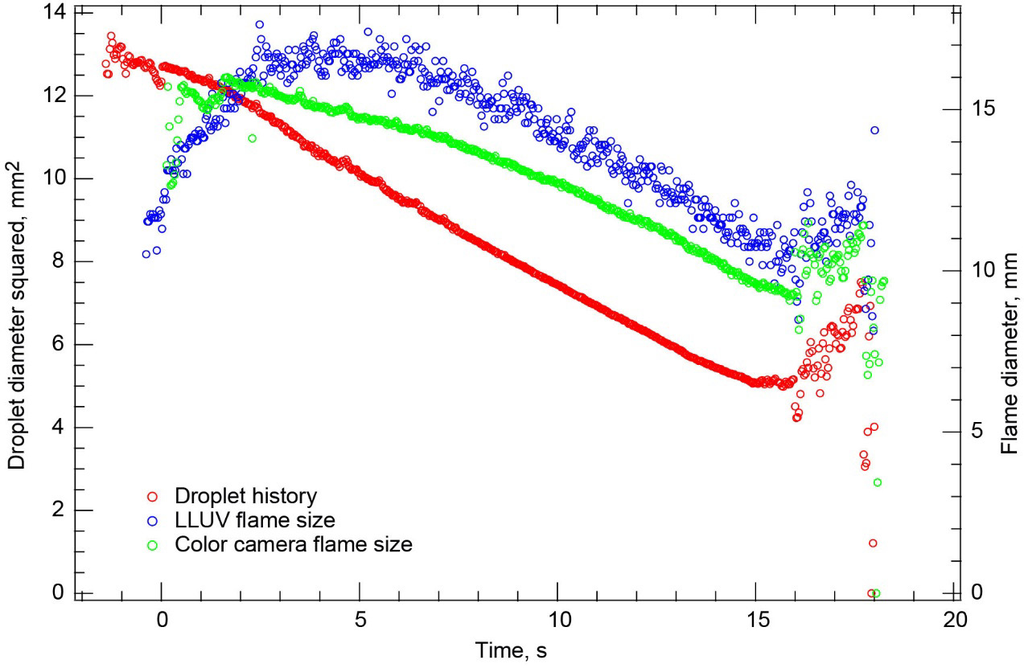 14
12
10
8
6
4
2
0
Droplet diameter squared, mm2
15
10
5
0
Flame diameter, mm
Droplet history
LLUV flame size
Color camera flame size
0 5 10 15 20
Time, s